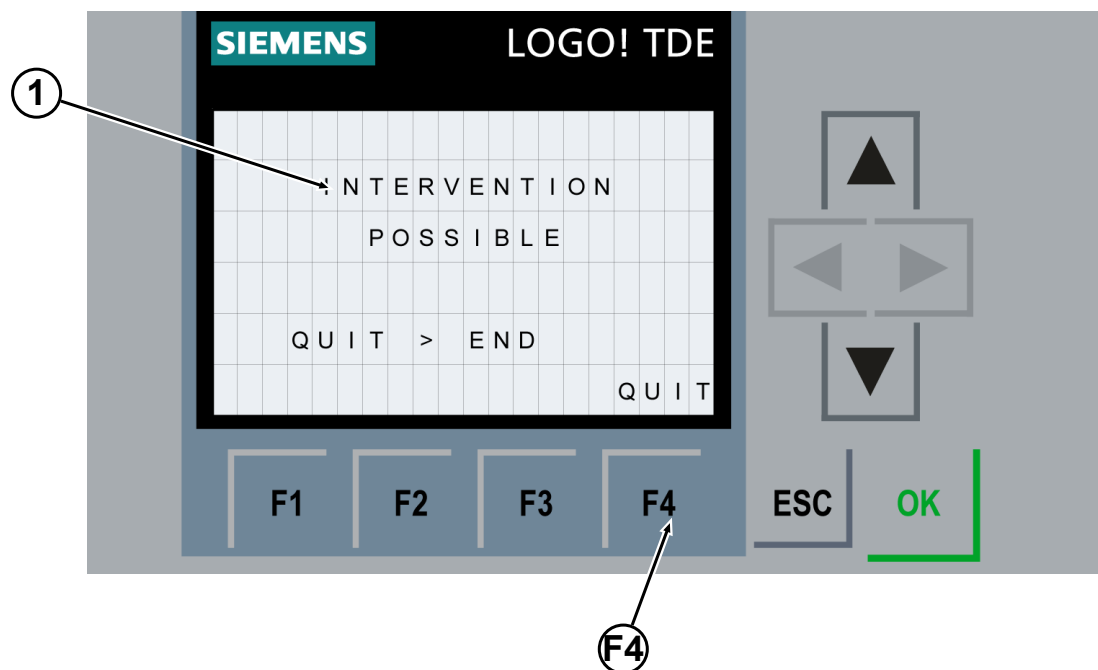 SIEMENS LOGO! TDE
1
INTERVENTION
POSSIBLE
QUIT > END
QUIT
F1 F2 F3 F4 ESC OK
F4